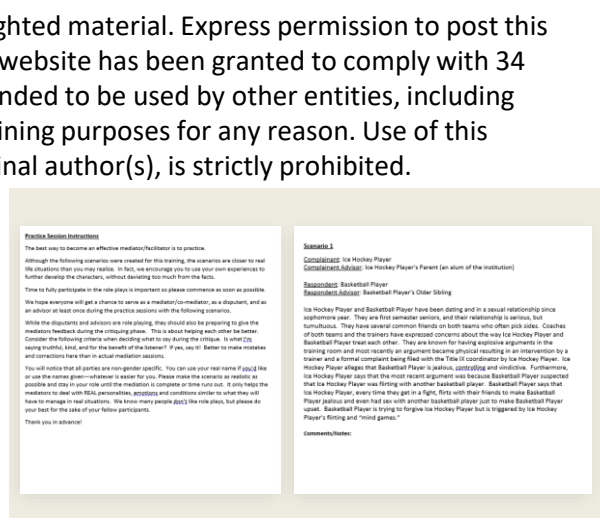 ghted material. Express permission to post this
website has been granted to comply with 34
nded to be used by other entities, including
ining purposes for any reason. Use of this
inal author(s), is strictly prohibited.
Practice Session Instructions
The best way to become an effective mediator/facilitator is to practice.
Although the following scenarios were created for this training, the scenarios are closer to real
life situations than you may realize. In fact, we encourage you to use your own experiences to
further develop the characters, without deviating too much from the facts.
Time to fully participate in the role plays is important so please commence as soon as possible.
We hope everyone will get a chance to serve as a mediator/co-mediator, as a disputant, and as
an advisor at least once during the practice sessions with the following scenarios.
While the disputants and advisors are role playing, they should also be preparing to give the
mediators feedback during the critiquing phase. This is about helping each other be better.
Consider the following criteria when deciding what to say during the critique. Is what I'm
saying truthful, kind, and for the benefit of the listener? If yes, say it! Better to make mistakes
and corrections here than in actual mediation sessions.
You will notice that all parties are non-gender specific. You can use your real name if you'd like
or use the names given—whatever is easier for you. Please make the scenario as realistic as
possible and stay in your role until the mediation is complete or time runs out. It only helps the
mediators to deal with REAL personalities, emotions and conditions similar to what they will
have to manage in real situations. We know many people don't like role plays, but please do
your best for the sake of your fellow participants.
Thank you in advance!
Scenario 1
Complainant: Ice Hockey Player
Complainant Advisor: Ice Hockey Player's Parent (an alum of the institution)
Respondent: Basketball Player
Respondent Advisor: Basketball Player's Older Sibling
Ice Hockey Player and Basketball Player have been dating and in a sexual relationship since
sophomore year. They are first semester seniors, and their relationship is serious, but
tumultuous. They have several common friends on both teams who often pick sides. Coaches
of both teams and the trainers have expressed concerns about the way Ice Hockey Player and
Basketball Player treat each other. They are known for having explosive arguments in the
training room and most recently an argument became physical resulting in an intervention by a
trainer and a formal complaint being filed with the Title IX coordinator by Ice Hockey Player. Ice
Hockey Player alleges that Basketball Player is jealous, controlling and vindictive. Furthermore,
Ice Hockey Player says that the most recent argument was because Basketball Player suspected
that Ice Hockey Player was flirting with another basketball player. Basketball Player says that
Ice Hockey Player, every time they get in a fight, flirts with their friends to make Basketball
Player jealous and even had sex with another basketball player just to make Basketball Player
upset. Basketball Player is trying to forgive Ice Hockey Player but is triggered by Ice Hockey
Player's flirting and "mind games."
Comments/Notes: